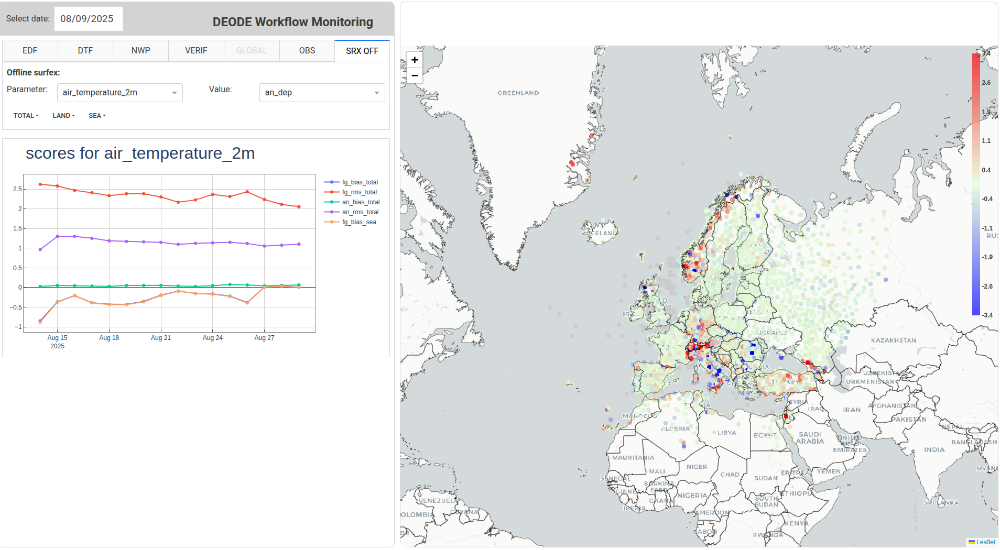 Select date: 08/09/2025
DEODE Workflow Monitoring
EDF DTF NWP VERIF GLOBAL OBS SRX OFF
Offline surfex:
Parameter: air_temperature_2m Value: an_dep
TOTAL LAND SEA
scores for air_temperature_2m
2.5
2
1.5
1
0.5
0
−0.5
−1
Aug 15 Aug 18 Aug 21 Aug 24 Aug 27
2025
fg_bias_total
fg_rms_total
an_bias_total
an_rms_total
fg_bias_sea
+
−
3.4
2.6
1.9
1.1
0.4
-0.4
-1.1
-1.9
-2.6
-3.4
GREENLAND
KAZAKHSTAN
UZBEKISTAN
TURKMENISTAN
SYRIA
IRAQ
IRAN
AFGHANISTAN
PAKISTAN
NEPAL
MOROCCO
ALGERIA
LIBYA
EGYPT
SAUDI
ARABIA
UNITED
ARAB
EMIRATES
INDIA
BANGLADESH
MAURITANIA
MALI
NIGER
CHAD
SUDAN
ERITREA
YEMEN
SENEGAL
BURKINA
FASO
GUINEA
GHANA
NIGERIA
ETHIOPIA
SOUTH
SUDAN
SRI LANKA
LIBERIA
CAMEROON
VENEZUELA
GUYANA
OLOMBIA
KENYA
GABON
RWANDA
Leaflet